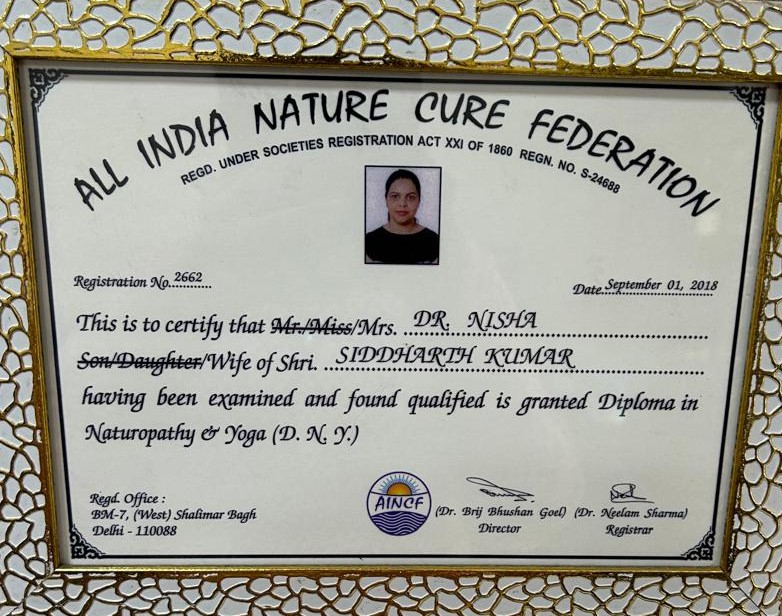 ALL INDIA NATURE CURE FEDERATION
REGD. UNDER SOCIETIES REGISTRATION ACT XXI OF 1860 REGN. NO. S-24688
Registration No. 2662
Date September 01, 2018
This is to certify that Mr./Miss/Mrs. DR. NISHA
Son/Daughter/Wife of Shri. SIDDHARTH KUMAR
having been examined and found qualified is granted Diploma in
Naturopathy & Yoga (D. N. Y.)
Regd. Office :
BM-7, (West) Shalimar Bagh
Delhi - 110088
AINCF
(Dr. Brij Bhushan Goel)
Director
(Dr. Neelam Sharma)
Registrar